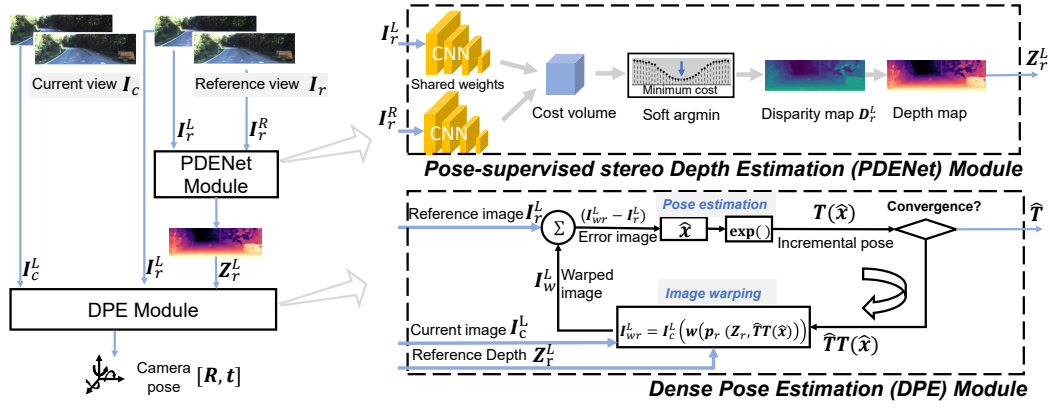 Current view I_c
Reference view I_r
I_r^L
I_r^R
PDENet
Module
I_c^L
I_r^L
Z_r^L
DPE Module
Camera
pose
[R, t]
I_r^L
CNN
Shared weights
I_r^R
CNN
Cost volume
Minimum cost
Soft argmin
Disparity map D_r^L
Depth map
Z_r^L
Pose-supervised stereo Depth Estimation (PDENet) Module
Reference image I_r^L
Σ
(I_wr^L − I_r^L)
Error image
Pose estimation
x̂
exp()
T(x̂)
Incremental pose
Convergence?
T̂
I_w^L
Warped
image
Image warping
I_wr^L = I_c^L(w(p_r (Z_r, T̂T(x̂))))
T̂T(x̂)
Current image I_c^L
Reference Depth Z_r^L
Dense Pose Estimation (DPE) Module